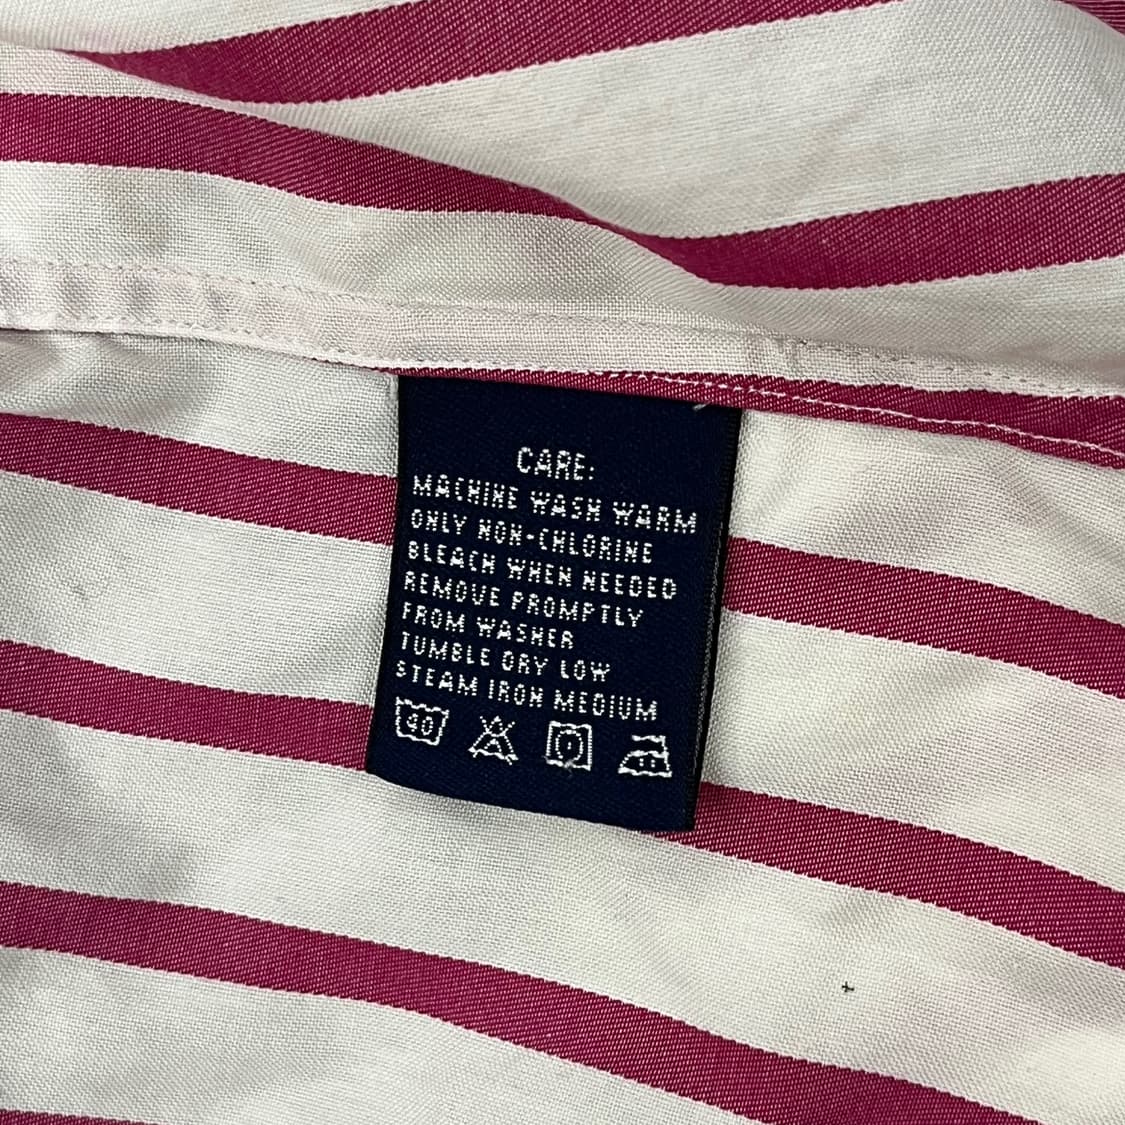 CARE:
MACHINE WASH WARM
ONLY NON-CHLORINE
BLEACH WHEN NEEDED
REMOVE PROMPTLY
FROM WASHER
TUMBLE DRY LOW
STEAM IRON MEDIUM
40